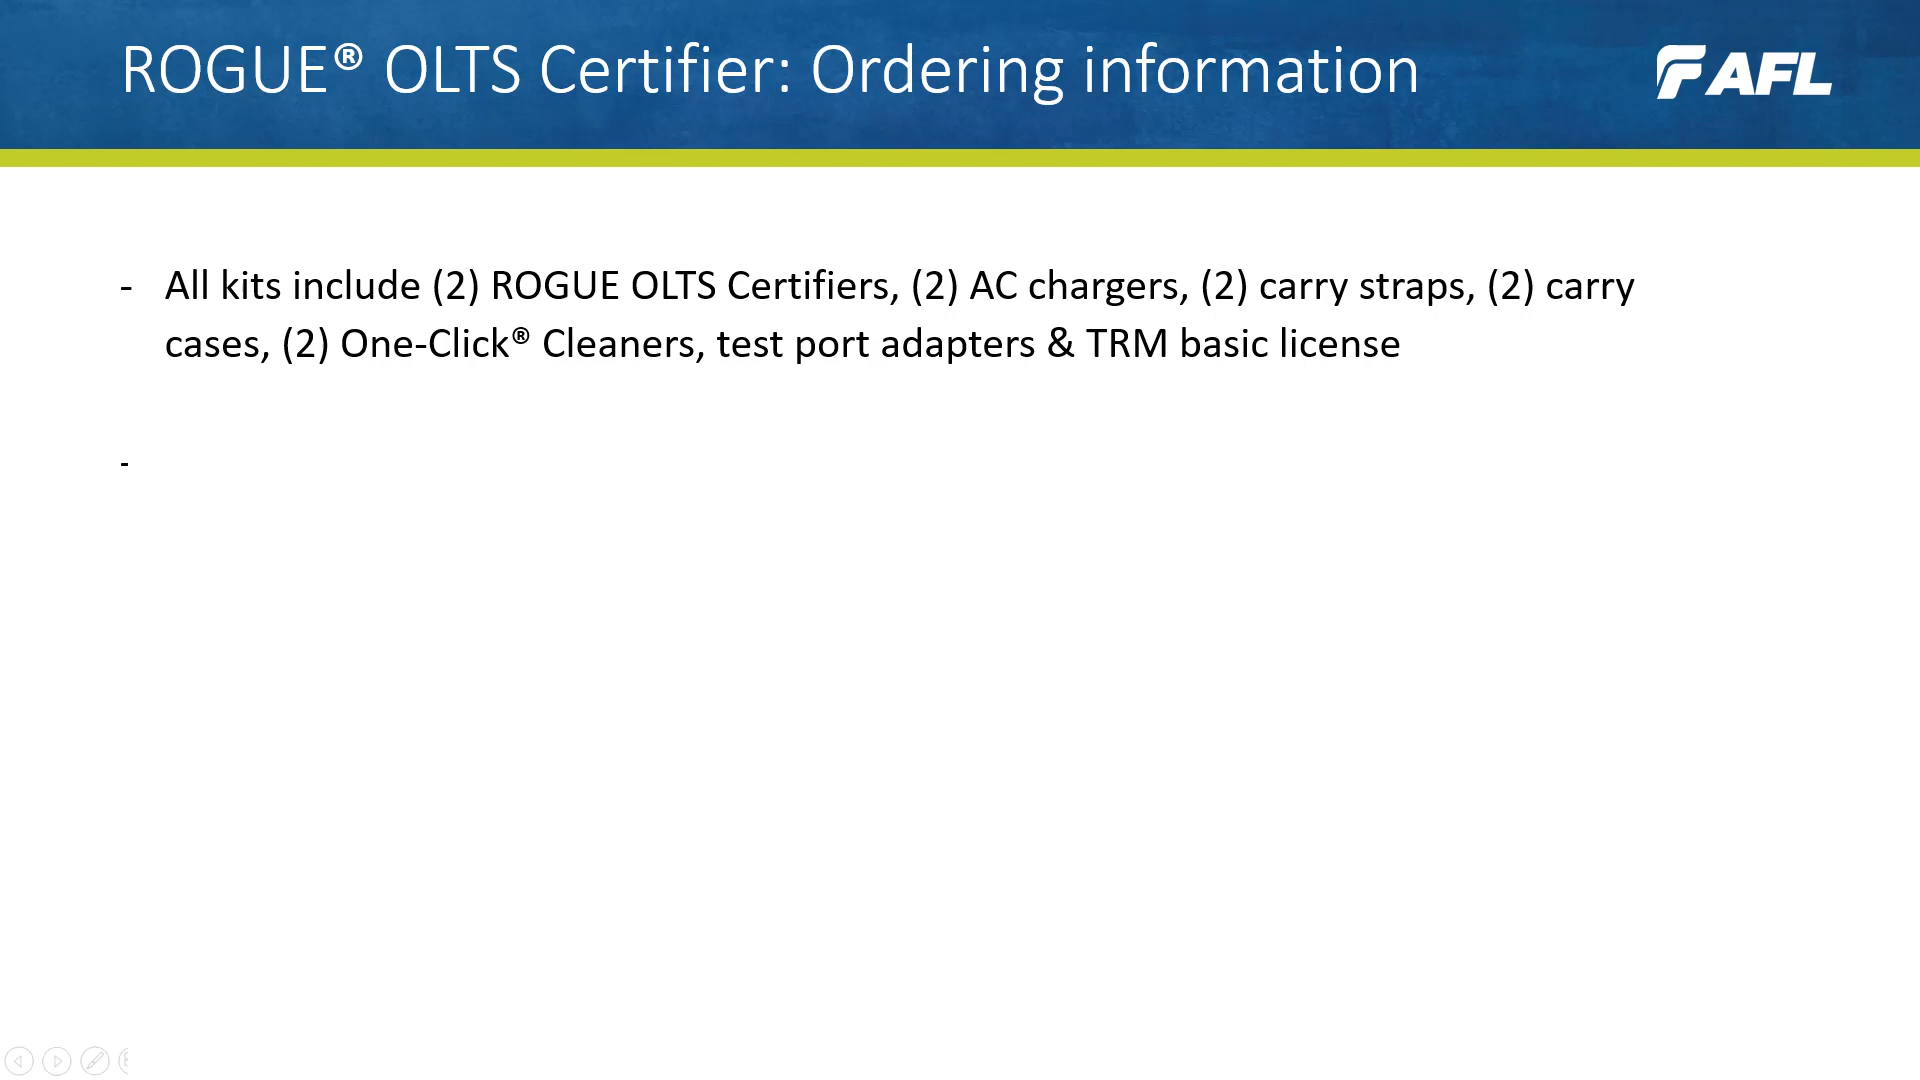 ROGUE® OLTS Certifier: Ordering information
AFL
- All kits include (2) ROGUE OLTS Certifiers, (2) AC chargers, (2) carry straps, (2) carry
cases, (2) One-Click® Cleaners, test port adapters & TRM basic license
-